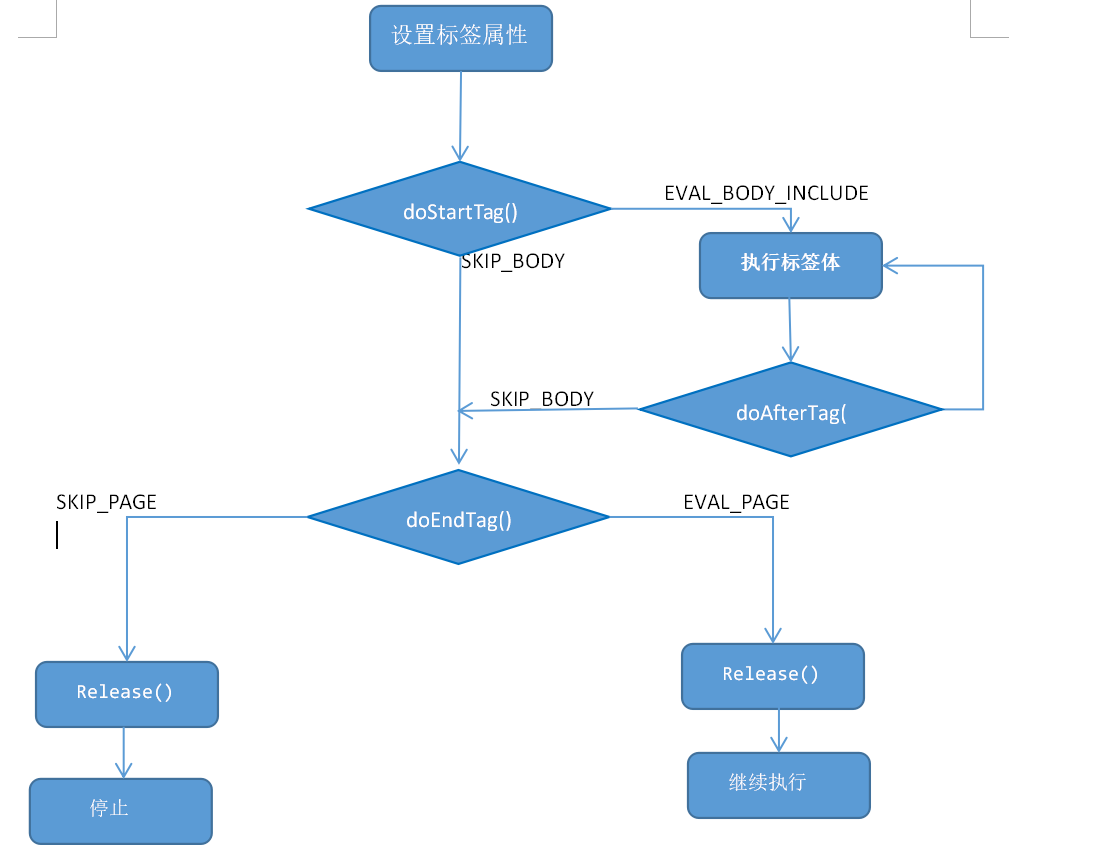 设置标签属性
doStartTag()
EVAL_BODY_INCLUDE
SKIP_BODY
执行标签体
SKIP_BODY
doAfterTag(
SKIP_PAGE
doEndTag()
EVAL_PAGE
Release()
Release()
停止
继续执行